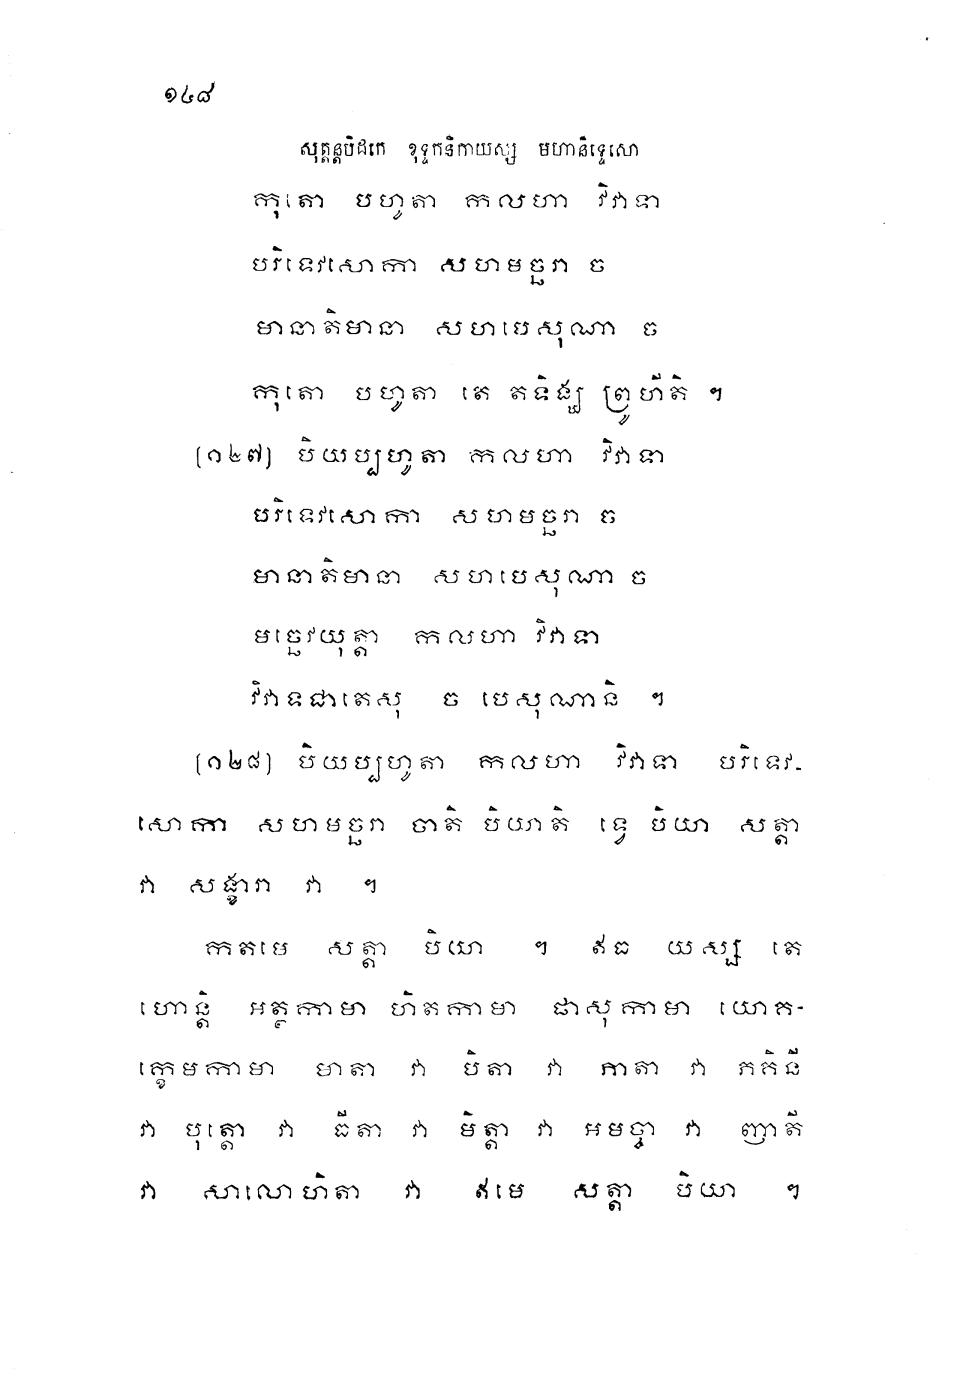 ១៤៨
សុត្តន្តបិដកេ ខុទ្ទកនិកាយស្ស មហានិទ្ទេសោ
កុតោ បហូតា កលហា វិវាទា
បរិទេវសោកា សហមច្ឆរា ច
មានាតិមានា សហបេសុណា ច
កុតោ បហូតា តេ តទិង្ឃ ព្រូហីតិ ។
(១២៧) បិយប្បហូតា កលហា វិវាទា
បរិទេវសោកា សហមច្ឆរា ច
មានាតិមានា សហបេសុណា ច
មច្ឆេវយុត្តា កលហា វិវាទា
វិវាទជាតេសុ ច បេសុណានិ ។
(១២៨) បិយប្បហូតា កលហា វិវាទា បរិទេវ-
សោកា សហមច្ឆរា ចាតិ បិយាតិ ទ្វេ បិយា សត្តា
វា សង្ខារា វា ។
កតមេ សត្តា បិយា ។ ឥធ យស្ស តេ
ហោន្តិ អត្ថកាមា ហិតកាមា ផាសុកាមា យោគ-
ក្ខេមកាមា មាតា វា បិតា វា ភាតា វា ភគិនី
វា បុត្តោ វា ធីតា វា មិត្តា វា អមច្ចា វា ញាតី
វា សាលោហិតា វា ឥមេ សត្តា បិយា ។